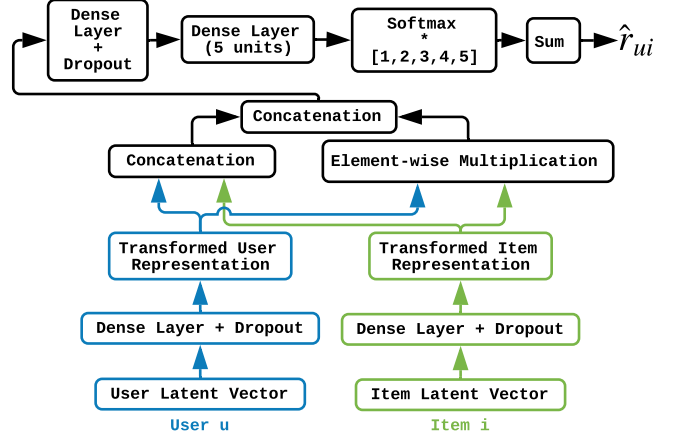 Dense
Layer
+
Dropout
Dense Layer
(5 units)
Softmax
*
[1,2,3,4,5]
Sum
r̂ui
Concatenation
Concatenation
Element-wise Multiplication
Transformed User
Representation
Transformed Item
Representation
Dense Layer + Dropout
Dense Layer + Dropout
User Latent Vector
Item Latent Vector
User u
Item i